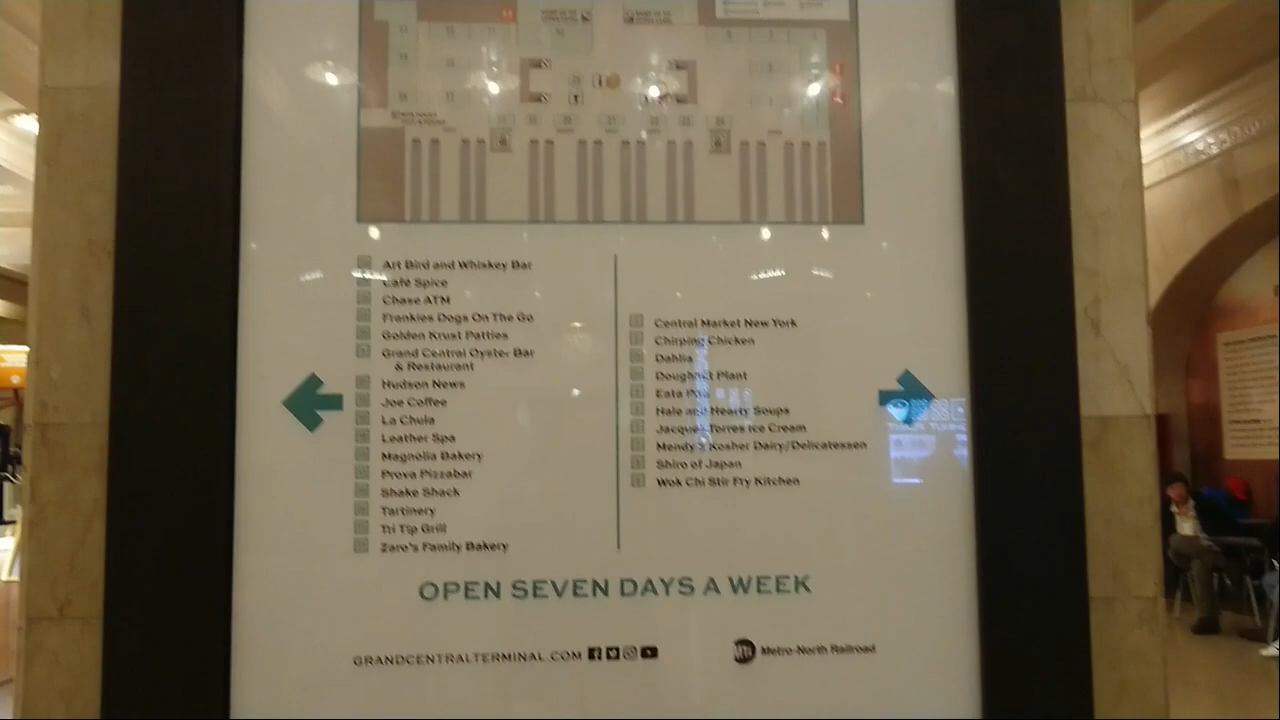 Art Bird and Whiskey Bar
Café Spice
Chase ATM
Frankies Dogs On The Go
Golden Krust Patties
Grand Central Oyster Bar
& Restaurant
Hudson News
Joe Coffee
La Chula
Leather Spa
Magnolia Bakery
Prova Pizzabar
Shake Shack
Tartinery
Tri Tip Grill
Zaro's Family Bakery
Central Market New York
Chirping Chicken
Dahlia
Doughnut Plant
Eata Pita
Hale and Hearty Soups
Jacques Torres Ice Cream
Mendy's Kosher Dairy/Delicatessen
Shiro of Japan
Wok Chi Stir Fry Kitchen
OPEN SEVEN DAYS A WEEK
GRANDCENTRALTERMINAL.COM
MTA Metro-North Railroad